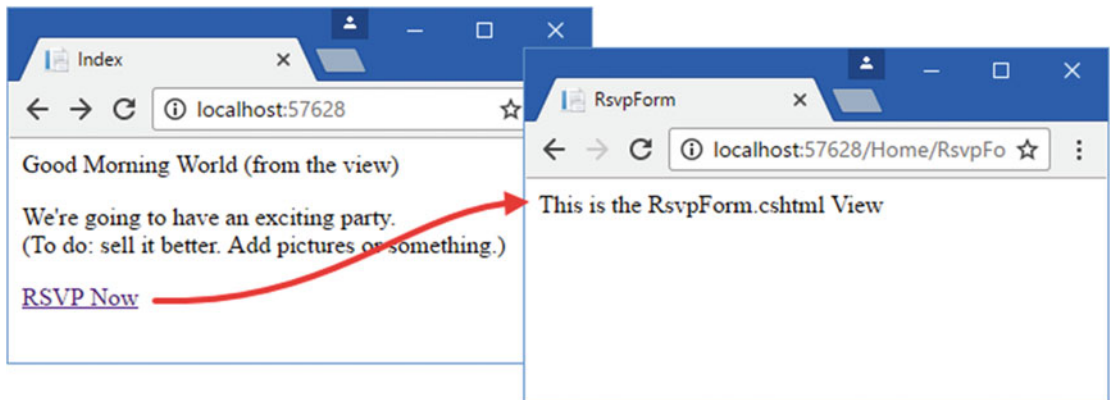 Index
localhost:57628
Good Morning World (from the view)
We're going to have an exciting party.
(To do: sell it better. Add pictures or something.)
RSVP Now
RsvpForm
localhost:57628/Home/RsvpFo
This is the RsvpForm.cshtml View